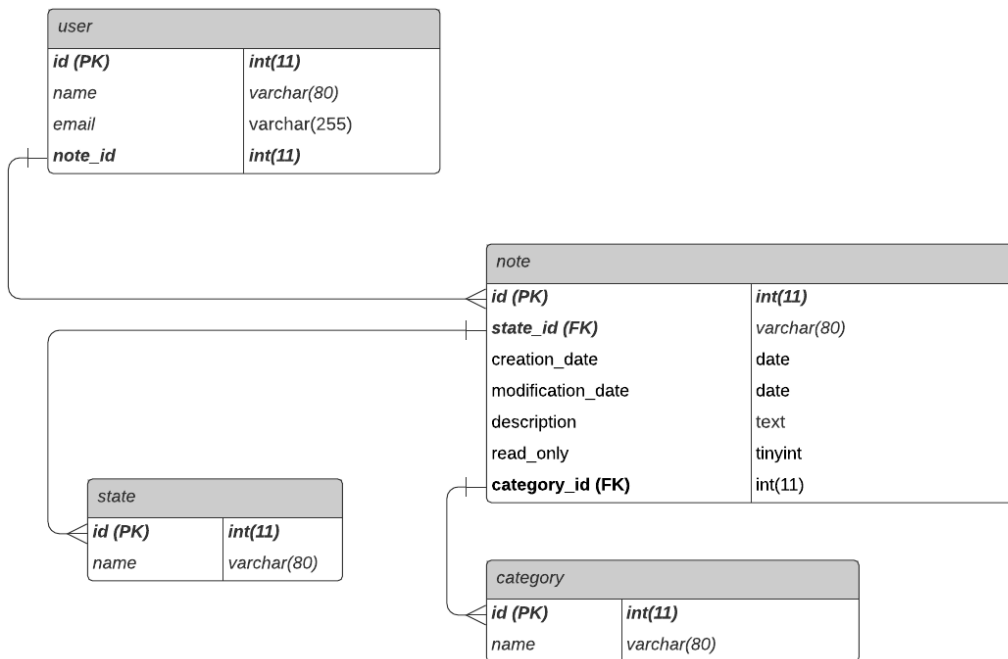 user
id (PK) int(11)
name varchar(80)
email varchar(255)
note_id int(11)
note
id (PK) int(11)
state_id (FK) varchar(80)
creation_date date
modification_date date
description text
read_only tinyint
category_id (FK) int(11)
state
id (PK) int(11)
name varchar(80)
category
id (PK) int(11)
name varchar(80)